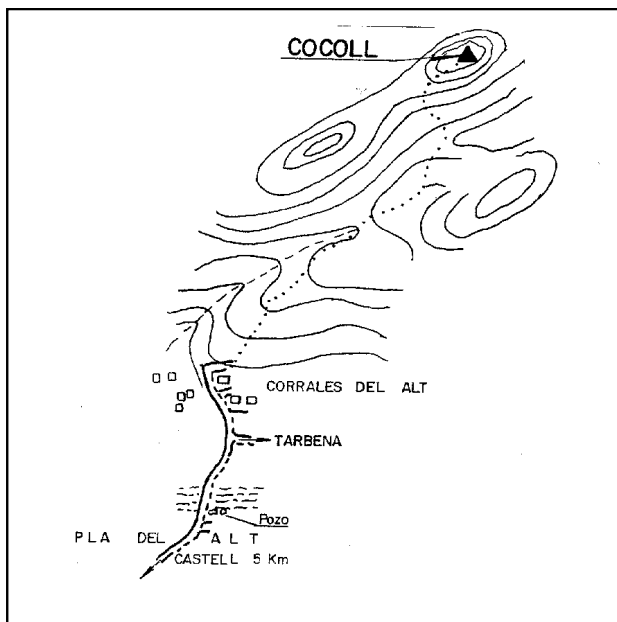 COCOLL
CORRALES DEL ALT
TARBENA
Pozo
PLA DEL ALT
CASTELL 5 Km